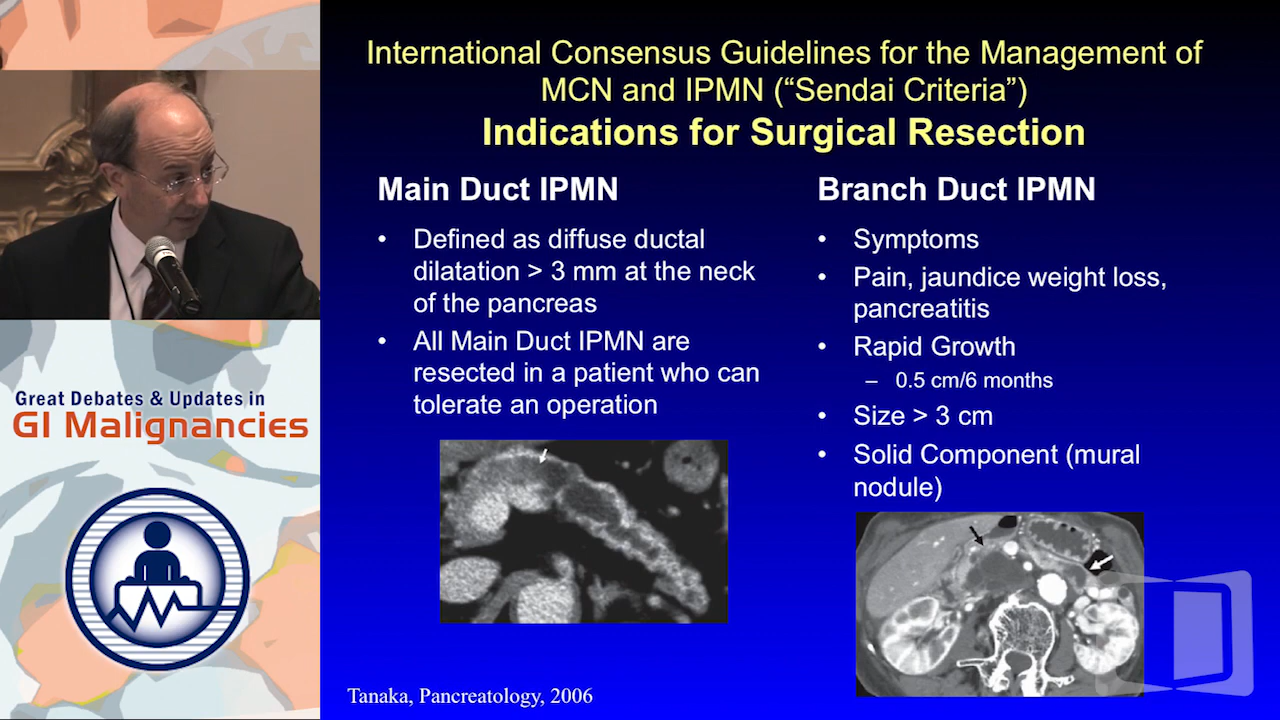 International Consensus Guidelines for the Management of
MCN and IPMN (“Sendai Criteria”)
Indications for Surgical Resection
Main Duct IPMN
• Defined as diffuse ductal
dilatation > 3 mm at the neck
of the pancreas
• All Main Duct IPMN are
resected in a patient who can
tolerate an operation
Branch Duct IPMN
• Symptoms
• Pain, jaundice weight loss,
pancreatitis
• Rapid Growth
– 0.5 cm/6 months
• Size > 3 cm
• Solid Component (mural
nodule)
Tanaka, Pancreatology, 2006
Great Debates & Updates in
GI Malignancies